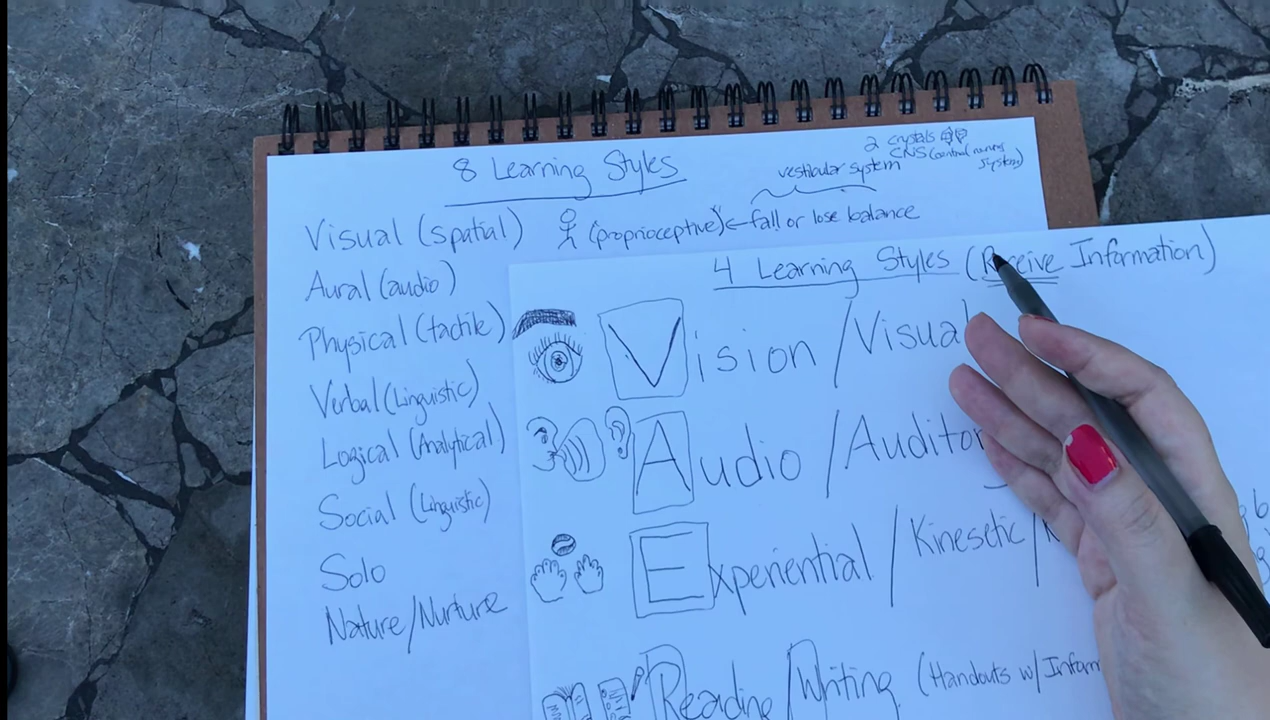 8 Learning Styles
2 crystals
CNS (central nervous system)
vestibular system
Visual (spatial)
(proprioceptive) ← fall or lose balance
Aural (audio)
Physical (tactile)
Verbal (Linguistic)
Logical (Analytical)
Social (Linguistic)
Solo
Nature/Nurture
4 Learning Styles (Receive Information)
Vision/Visual
Audio/Auditor
Experiential/Kinesetic/
Reading/Writing (Handouts w/